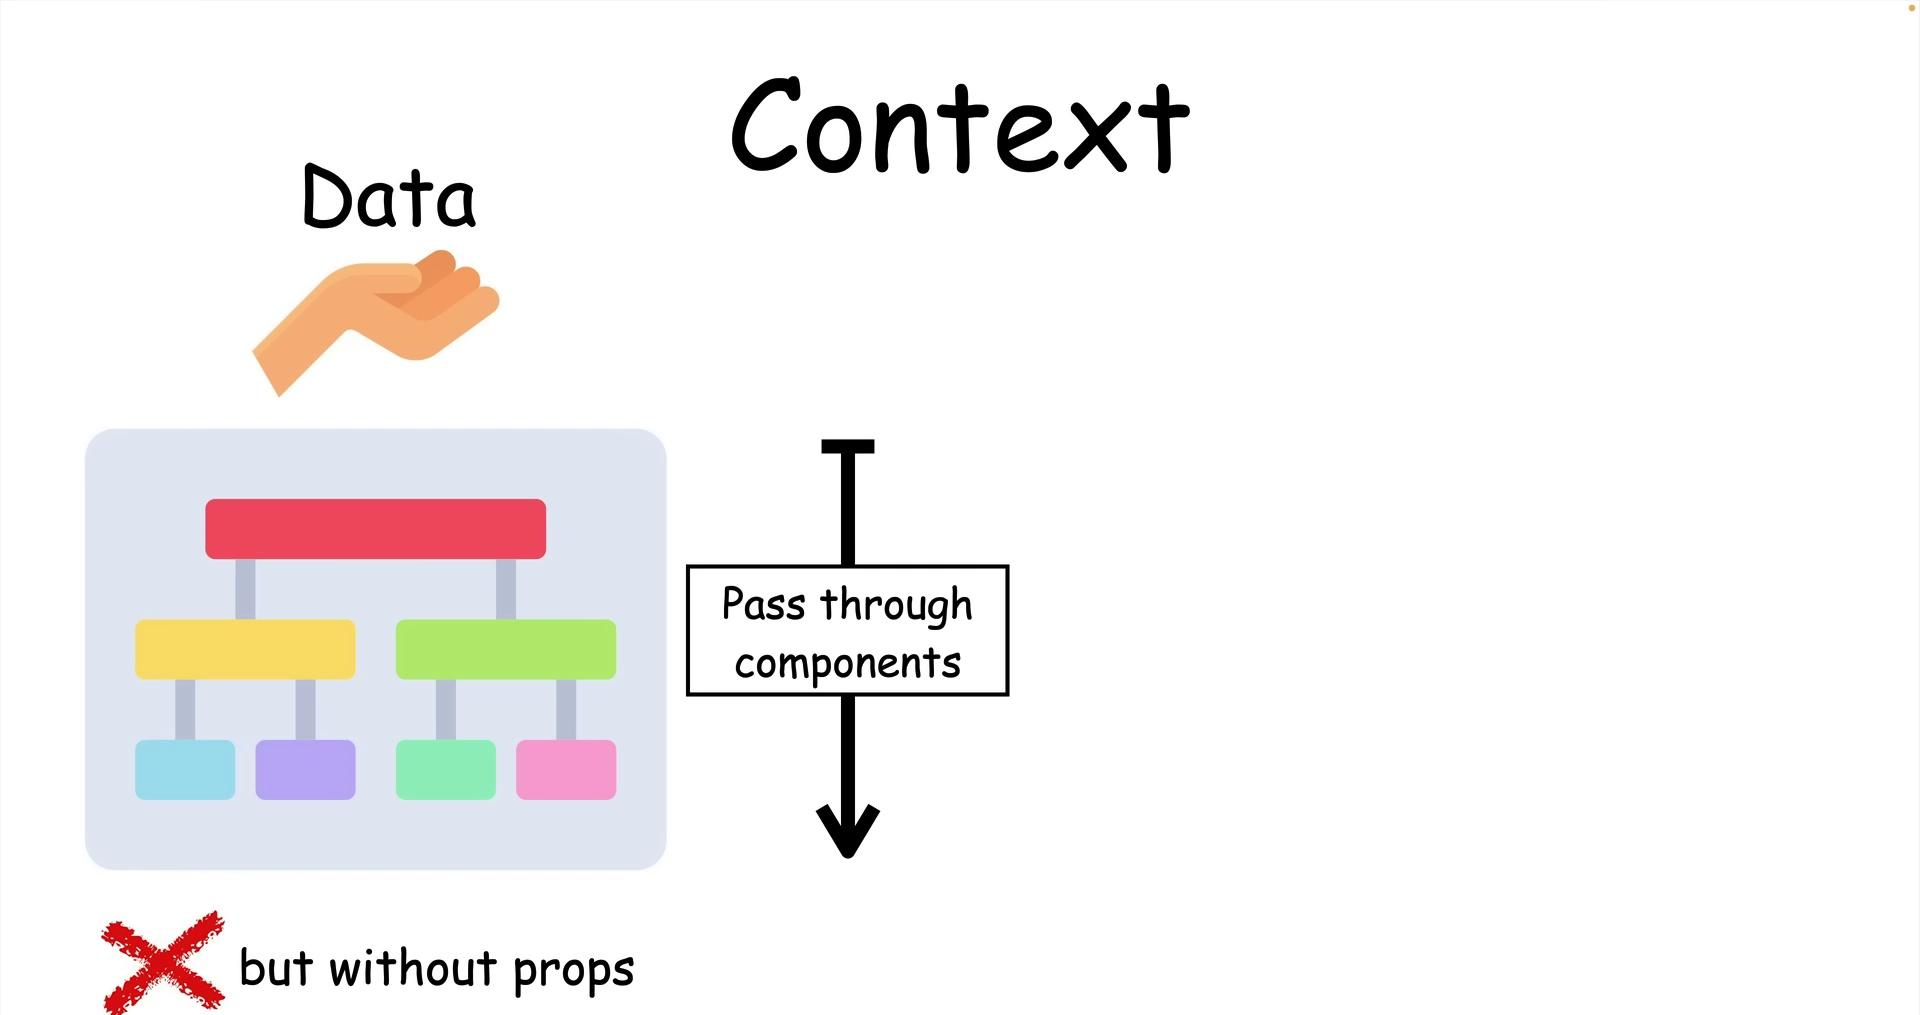 Context
Data
Pass through
components
but without props